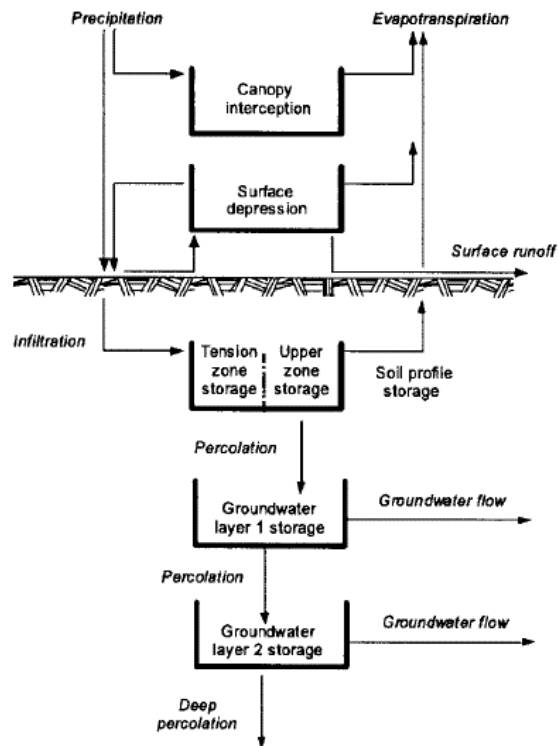 Precipitation
Evapotranspiration
Canopy
interception
Surface
depression
Surface runoff
Infiltration
Tension
zone
storage
Upper
zone
storage
Soil profile
storage
Percolation
Groundwater
layer 1 storage
Groundwater flow
Percolation
Groundwater
layer 2 storage
Groundwater flow
Deep
percolation